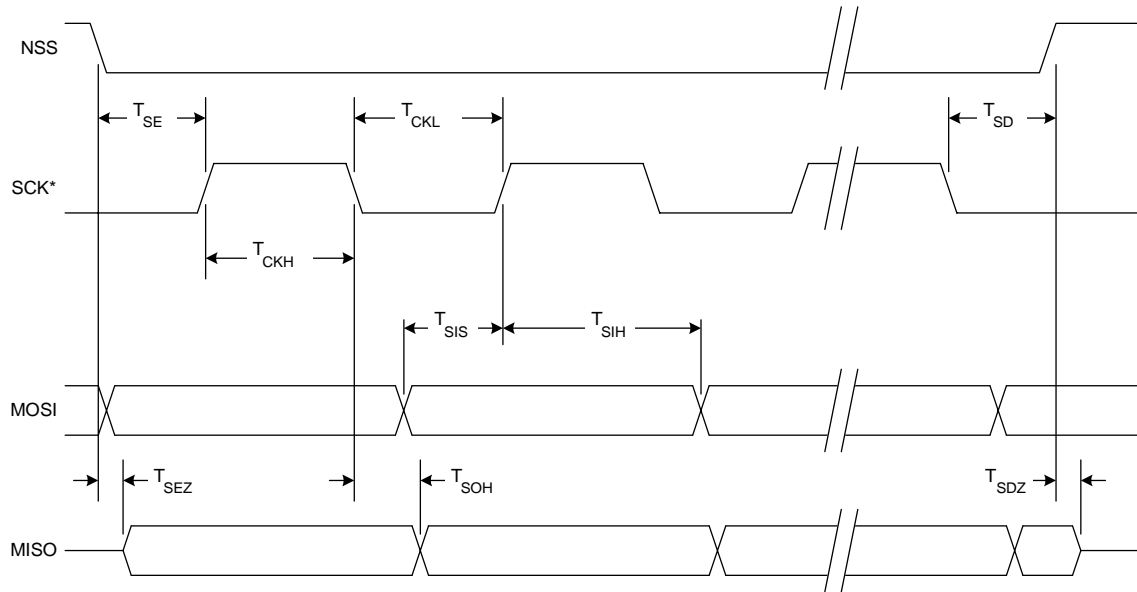 NSS
T_SE
T_CKL
T_SD
SCK*
T_CKH
T_SIS
T_SIH
MOSI
T_SEZ
T_SOH
T_SDZ
MISO